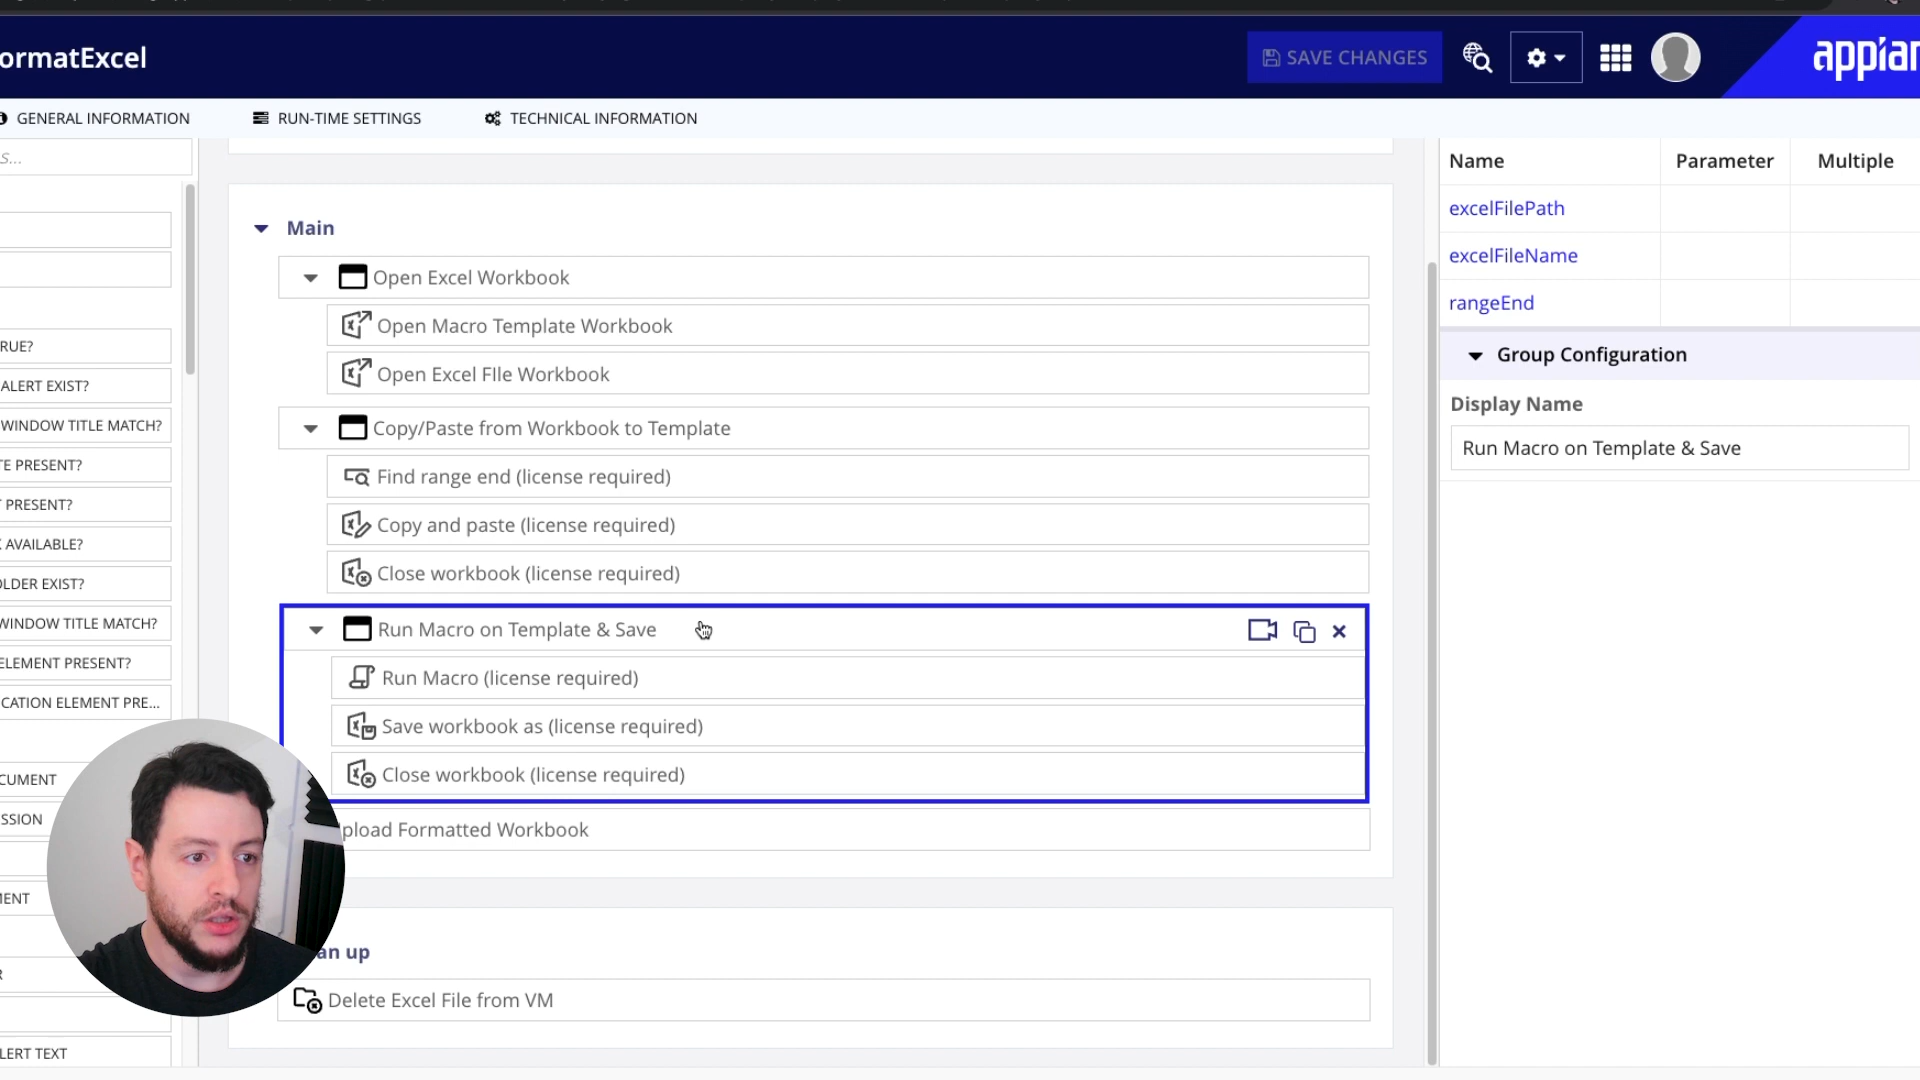 ormatExcel
SAVE CHANGES
appian
GENERAL INFORMATION
RUN-TIME SETTINGS
TECHNICAL INFORMATION
s...
RUE?
ALERT EXIST?
WINDOW TITLE MATCH?
TE PRESENT?
PRESENT?
AVAILABLE?
OLDER EXIST?
WINDOW TITLE MATCH?
ELEMENT PRESENT?
CATION ELEMENT PRE...
CUMENT
SSION
MENT
R
LERT TEXT
Main
Open Excel Workbook
Open Macro Template Workbook
Open Excel FIle Workbook
Copy/Paste from Workbook to Template
Find range end (license required)
Copy and paste (license required)
Close workbook (license required)
Run Macro on Template & Save
Run Macro (license required)
Save workbook as (license required)
Close workbook (license required)
pload Formatted Workbook
an up
Delete Excel File from VM
Name Parameter Multiple
excelFilePath
excelFileName
rangeEnd
Group Configuration
Display Name
Run Macro on Template & Save